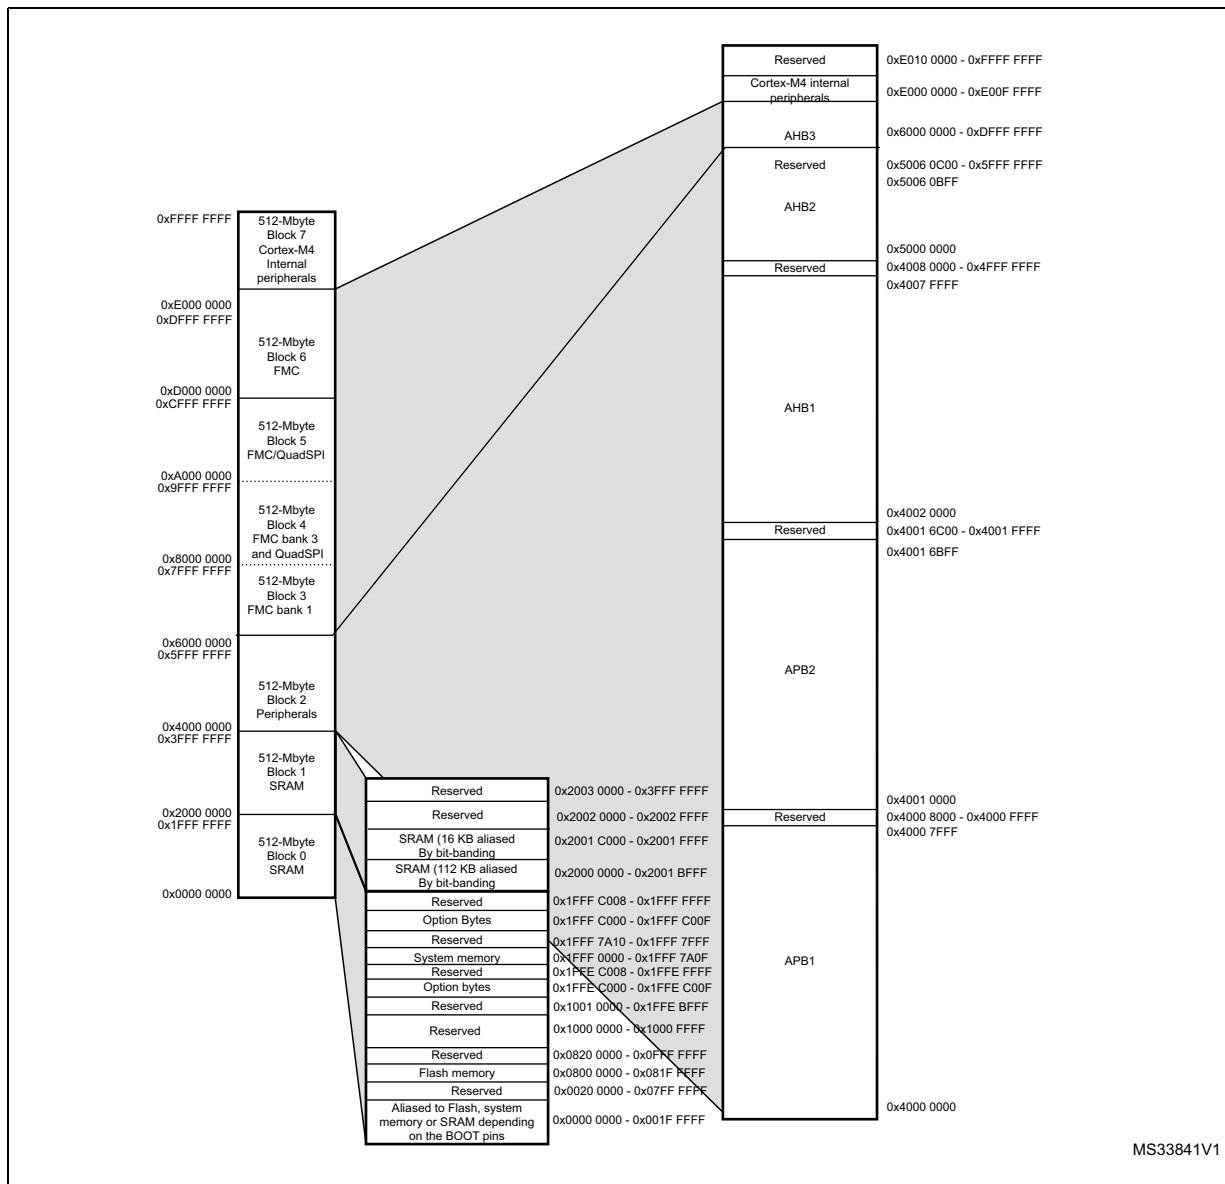 0xFFFF FFFF
512-Mbyte
Block 7
Cortex-M4
Internal
peripherals
0xE000 0000
0xDFFF FFFF
512-Mbyte
Block 6
FMC
0xD000 0000
0xCFFF FFFF
512-Mbyte
Block 5
FMC/QuadSPI
0xA000 0000
0x9FFF FFFF
512-Mbyte
Block 4
FMC bank 3
and QuadSPI
0x8000 0000
0x7FFF FFFF
512-Mbyte
Block 3
FMC bank 1
0x6000 0000
0x5FFF FFFF
512-Mbyte
Block 2
Peripherals
0x4000 0000
0x3FFF FFFF
512-Mbyte
Block 1
SRAM
0x2000 0000
0x1FFF FFFF
512-Mbyte
Block 0
SRAM
0x0000 0000
Reserved 0x2003 0000 - 0x3FFF FFFF
Reserved 0x2002 0000 - 0x2002 FFFF
SRAM (16 KB aliased
By bit-banding
0x2001 C000 - 0x2001 FFFF
SRAM (112 KB aliased
By bit-banding
0x2000 0000 - 0x2001 BFFF
Reserved 0x1FFF C008 - 0x1FFF FFFF
Option Bytes 0x1FFF C000 - 0x1FFF C00F
Reserved 0x1FFF 7A10 - 0x1FFF 7FFF
System memory 0x1FFF 0000 - 0x1FFF 7A0F
Reserved 0x1FFE C008 - 0x1FFE FFFF
Option bytes 0x1FFE C000 - 0x1FFE C00F
Reserved 0x1001 0000 - 0x1FFE BFFF
Reserved 0x1000 0000 - 0x1000 FFFF
Reserved 0x0820 0000 - 0x0FFF FFFF
Flash memory 0x0800 0000 - 0x081F FFFF
Reserved 0x0020 0000 - 0x07FF FFFF
Aliased to Flash, system
memory or SRAM depending
on the BOOT pins
0x0000 0000 - 0x001F FFFF
Reserved 0xE010 0000 - 0xFFFF FFFF
Cortex-M4 internal
peripherals
0xE000 0000 - 0xE00F FFFF
AHB3 0x6000 0000 - 0xDFFF FFFF
Reserved 0x5006 0C00 - 0x5FFF FFFF
0x5006 0BFF
AHB2
0x5000 0000
Reserved 0x4008 0000 - 0x4FFF FFFF
0x4007 FFFF
AHB1
0x4002 0000
Reserved 0x4001 6C00 - 0x4001 FFFF
0x4001 6BFF
APB2
0x4001 0000
Reserved 0x4000 8000 - 0x4000 FFFF
0x4000 7FFF
APB1
0x4000 0000
MS33841V1